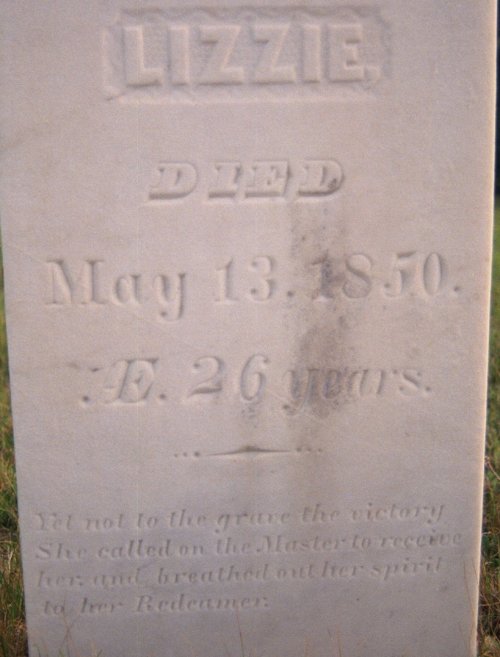 LIZZIE,
DIED
May 13. 1850.
Æ. 26 years.
Yet not to the grave the victory
She called on the Master to receive
her, and breathed out her spirit
to her Redeamer.